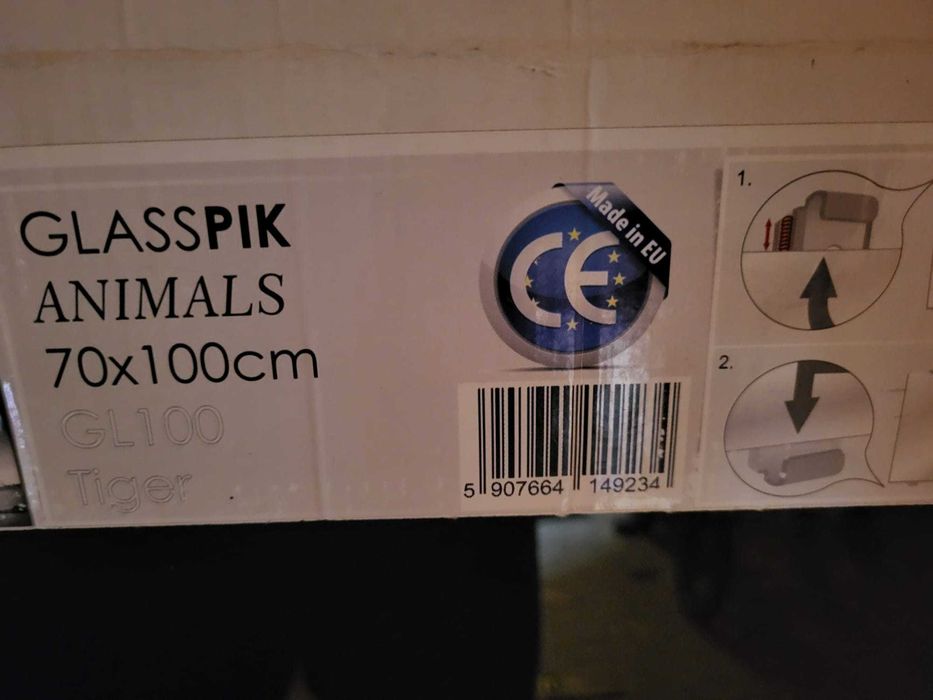 GLASSPIK
ANIMALS
70x100cm
GL100
Tiger
Made in EU
CE
5 907664 149234
1.
2.